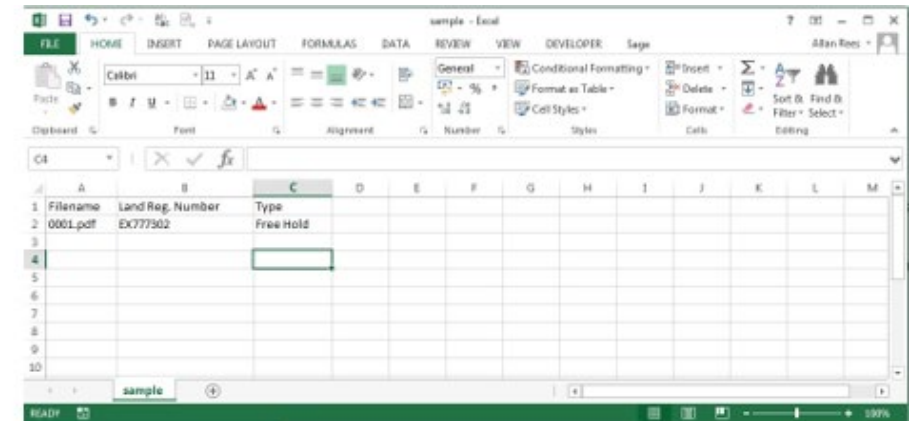 sample - Excel
FILE HOME INSERT PAGE LAYOUT FORMULAS DATA REVIEW VIEW DEVELOPER Sage Allan Rees
Paste Calibri 11 General Conditional Formatting Insert
% Format as Table Delete Sort & Find &
B I U Cell Styles Format Filter Select
Clipboard Font Alignment Number Styles Cells Editing
C4 fx
A B C D E F G H I J K L M
1 Filename Land Reg. Number Type
2 0001.pdf EX777302 Free Hold
3
4
5
6
7
8
9
10
sample
READY 100%